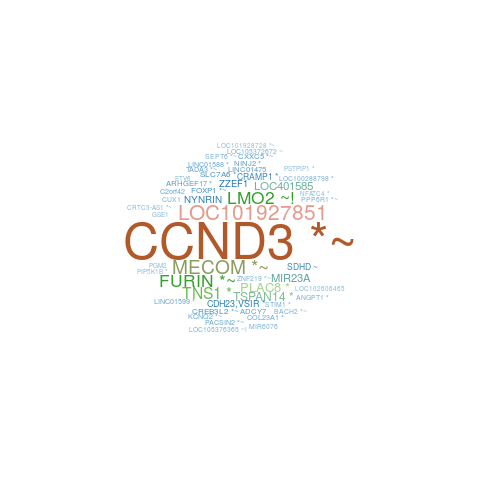 LOC101928728 *~
LOC105372672 ~
SEPT6 *~ CXXC5 *~
LINC01588 * NINJ2 *
TADA3 *~ LINC01475
PSTPIP1 *
SLC7A6 * CRAMP1 *
ETV6 LOC100288798 *
ARHGEF17 * ZZEF1 LOC401585
C2orf42 FOXP1 *~ NFATC4 *
CUX1 NYNRIN LMO2 ~! PPP6R1 *~
CRTC3-AS1 *~ LOC101927851
GSE1
CCND3 *~
PGM2 MECOM *~ SDHD ~
PIP5K1B *
FURIN *~ ZNF219 *~ MIR23A
TNS1 * PLAC8 * LOC102606465
LINC01599 TSPAN14 * ANGPT1 *
CDH23,VSIR * STIM1 *
CREB3L2 *~ ADCY7 BACH2 *~
KCNQ2 *~ COL23A1 *
PACSIN2 *~ MIR6076
LOC105376365 ~!